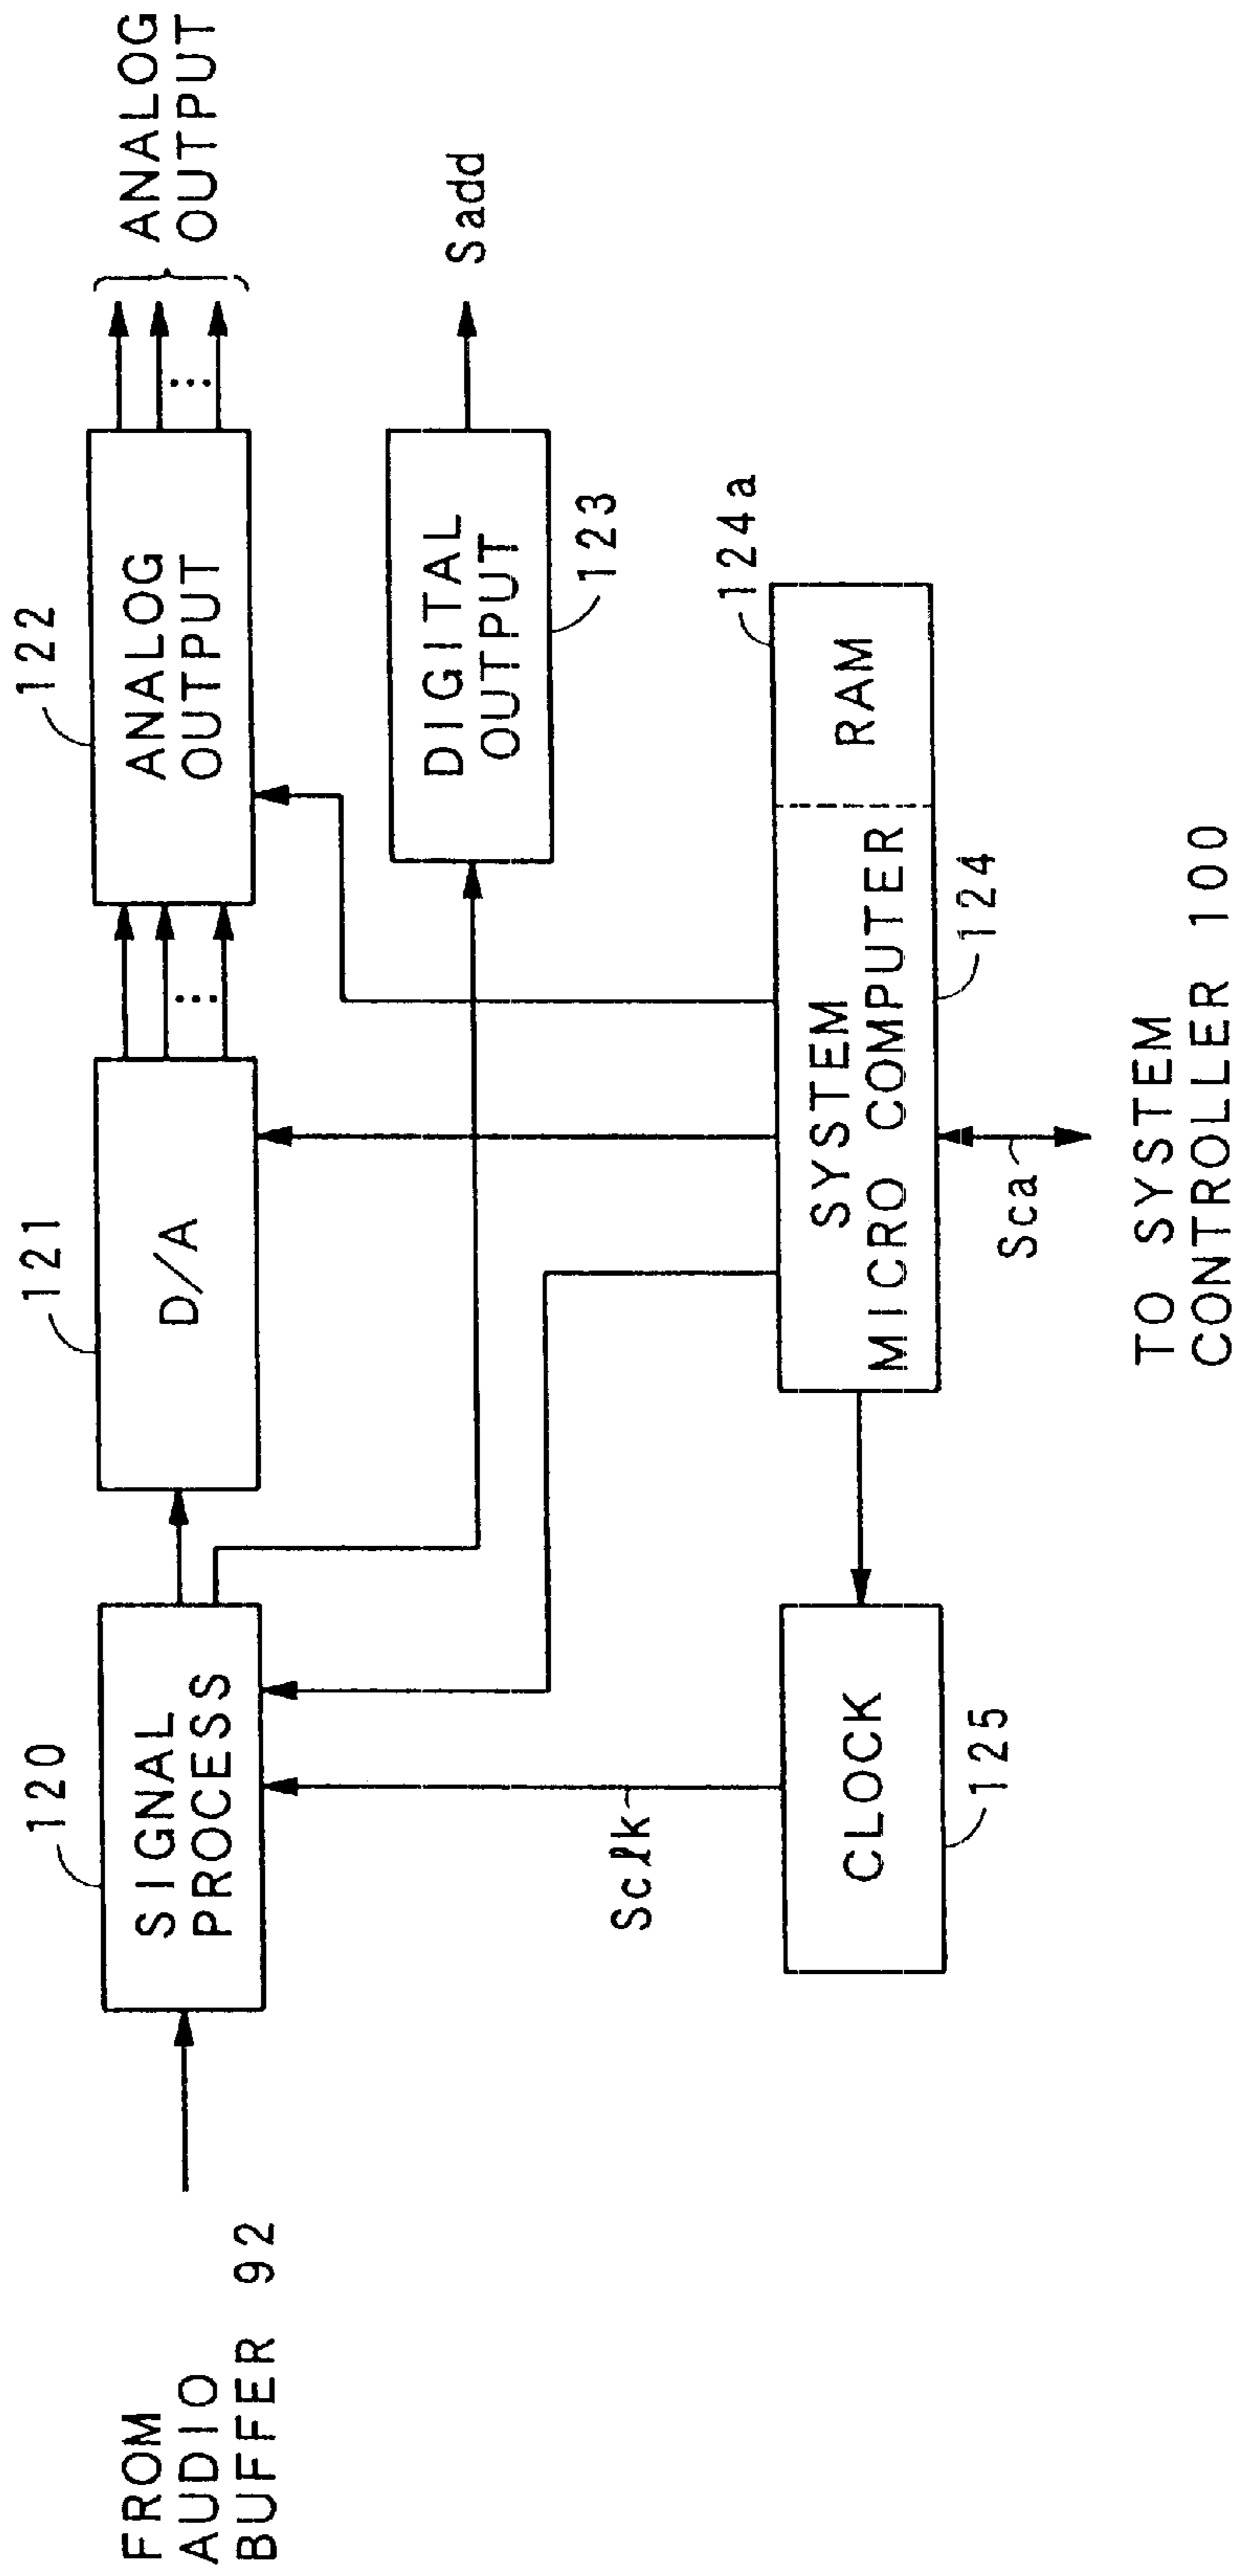 FROM
AUDIO
BUFFER 92
120
SIGNAL
PROCESS
121
D/A
122
ANALOG
OUTPUT
ANALOG
OUTPUT
DIGITAL
OUTPUT
123
Sadd
Sclk
CLOCK
125
SYSTEM
MICRO COMPUTER
124
RAM
124a
Sca
TO SYSTEM
CONTROLLER 100